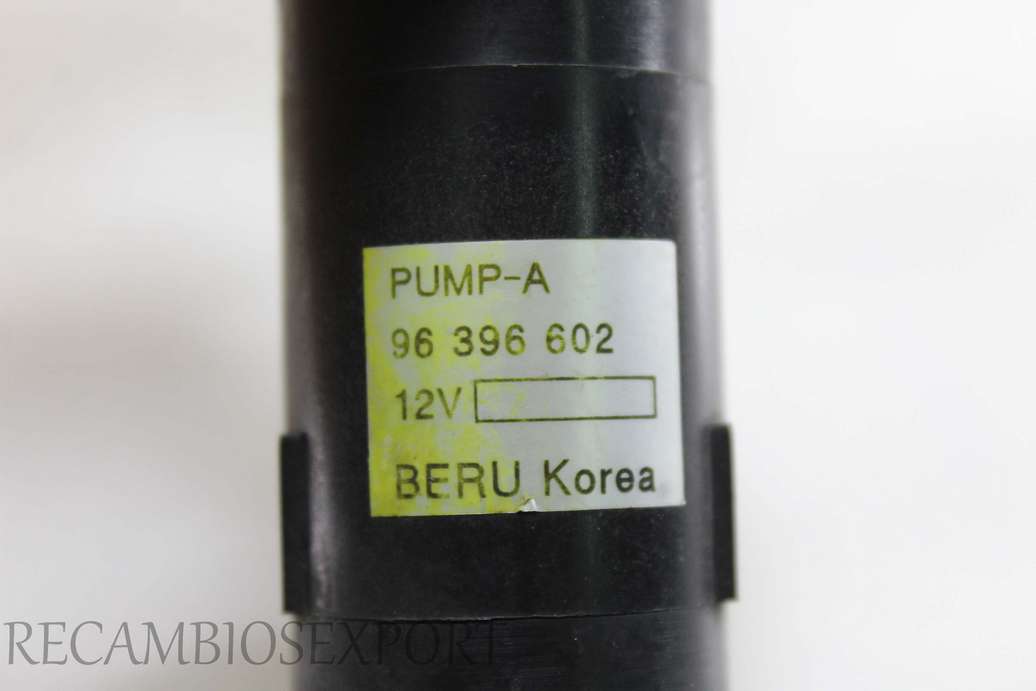 PUMP-A
96 396 602
12V
BERU Korea
RECAMBIOSEXPORT